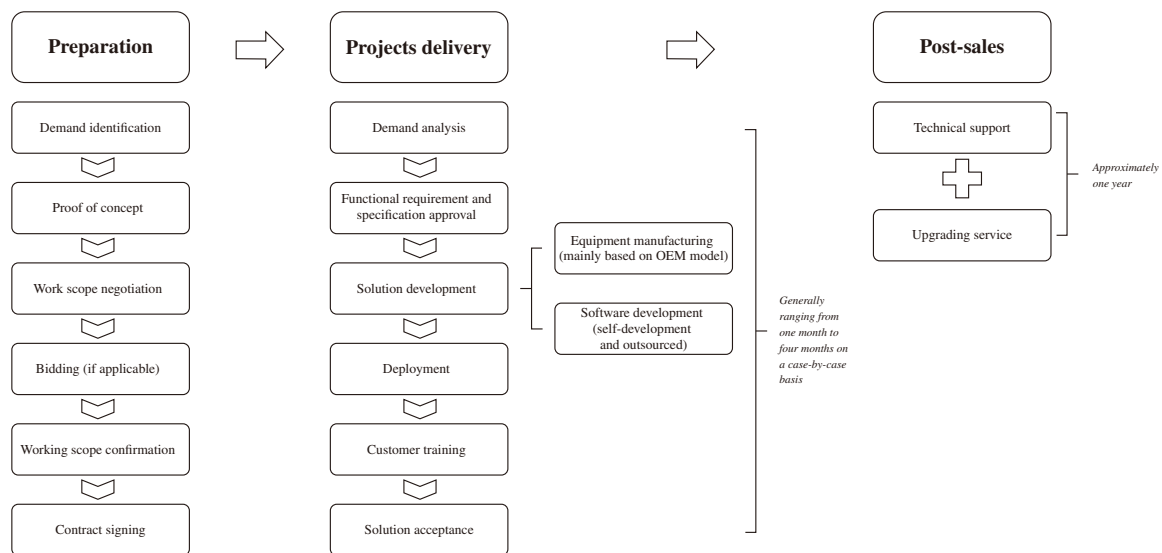 Preparation
Projects delivery
Post-sales
Demand identification
Proof of concept
Work scope negotiation
Bidding (if applicable)
Working scope confirmation
Contract signing
Demand analysis
Functional requirement and
specification approval
Solution development
Deployment
Customer training
Solution acceptance
Equipment manufacturing
(mainly based on OEM model)
Software development
(self-development
and outsourced)
Generally
ranging from
one month to
four months on
a case-by-case
basis
Technical support
Upgrading service
Approximately
one year